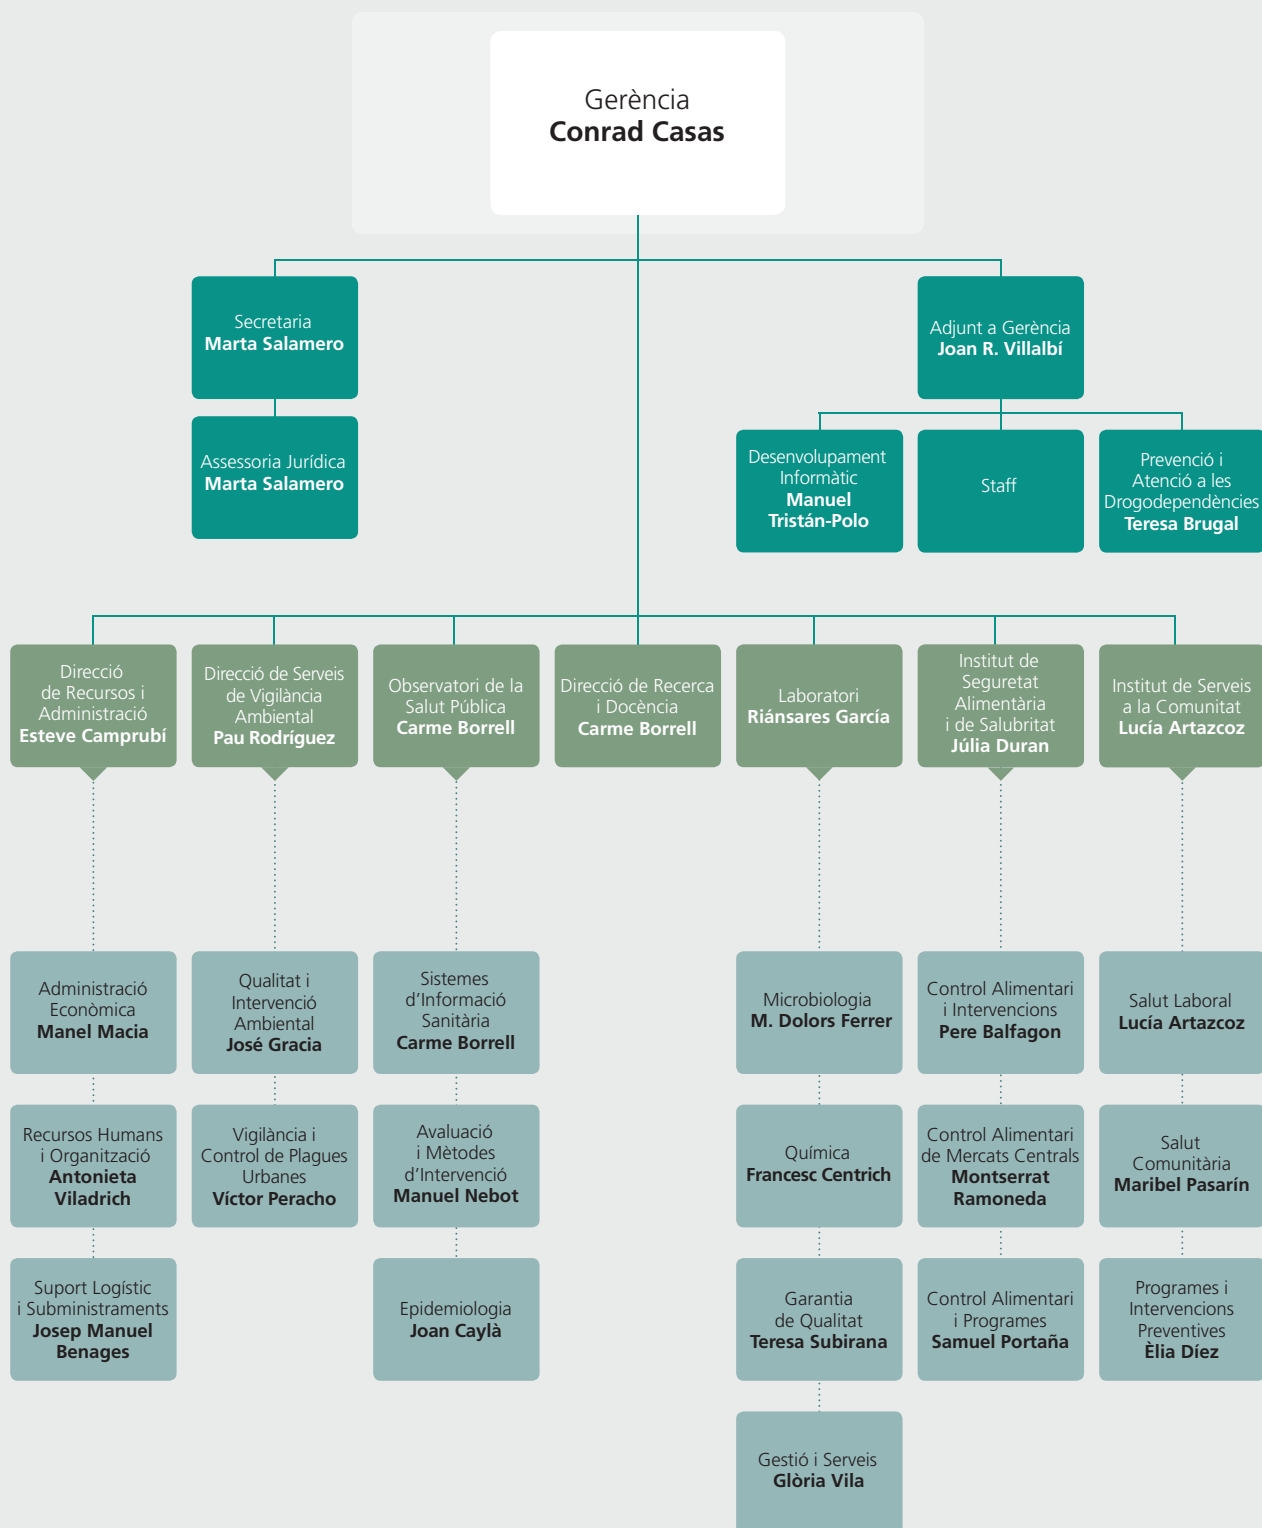 Gerència
Conrad Casas
Secretaria
Marta Salamero
Adjunt a Gerència
Joan R. Villalbí
Assessoria Jurídica
Marta Salamero
Desenvolupament
Informàtic
Manuel
Tristán-Polo
Staff
Prevenció i
Atenció a les
Drogodependències
Teresa Brugal
Direcció
de Recursos i
Administració
Esteve Camprubí
Direcció de Serveis
de Vigilància
Ambiental
Pau Rodríguez
Observatori de la
Salut Pública
Carme Borrell
Direcció de Recerca
i Docència
Carme Borrell
Laboratori
Riánsares García
Institut de
Seguretat
Alimentària
i de Salubritat
Júlia Duran
Institut de Serveis
a la Comunitat
Lucía Artazcoz
Administració
Econòmica
Manel Macia
Qualitat i
Intervenció
Ambiental
José Gracia
Sistemes
d'Informació
Sanitària
Carme Borrell
Microbiologia
M. Dolors Ferrer
Control Alimentari
i Intervencions
Pere Balfagon
Salut Laboral
Lucía Artazcoz
Recursos Humans
i Organització
Antonieta
Viladrich
Vigilància i
Control de Plagues
Urbanes
Víctor Peracho
Avaluació
i Mètodes
d'Intervenció
Manuel Nebot
Química
Francesc Centrich
Control Alimentari
de Mercats Centrals
Montserrat
Ramoneda
Salut
Comunitària
Maribel Pasarín
Suport Logístic
i Subministraments
Josep Manuel
Benages
Epidemiologia
Joan Caylà
Garantia
de Qualitat
Teresa Subirana
Control Alimentari
i Programes
Samuel Portaña
Programes i
Intervencions
Preventives
Èlia Díez
Gestió i Serveis
Glòria Vila